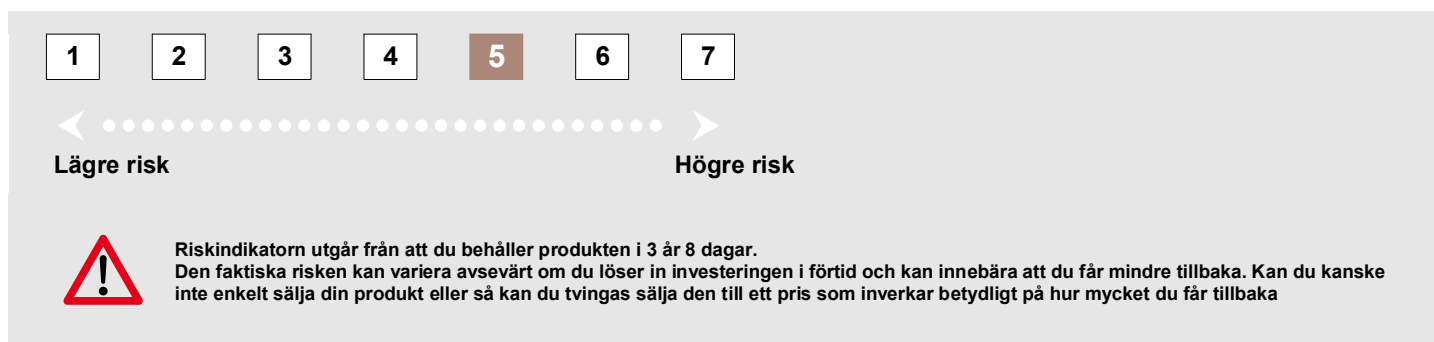 1 2 3 4 5 6 7
Lägre risk Högre risk
Riskindikatorn utgår från att du behåller produkten i 3 år 8 dagar.
Den faktiska risken kan variera avsevärt om du löser in investeringen i förtid och kan innebära att du får mindre tillbaka. Kan du kanske
inte enkelt sälja din produkt eller så kan du tvingas sälja den till ett pris som inverkar betydligt på hur mycket du får tillbaka